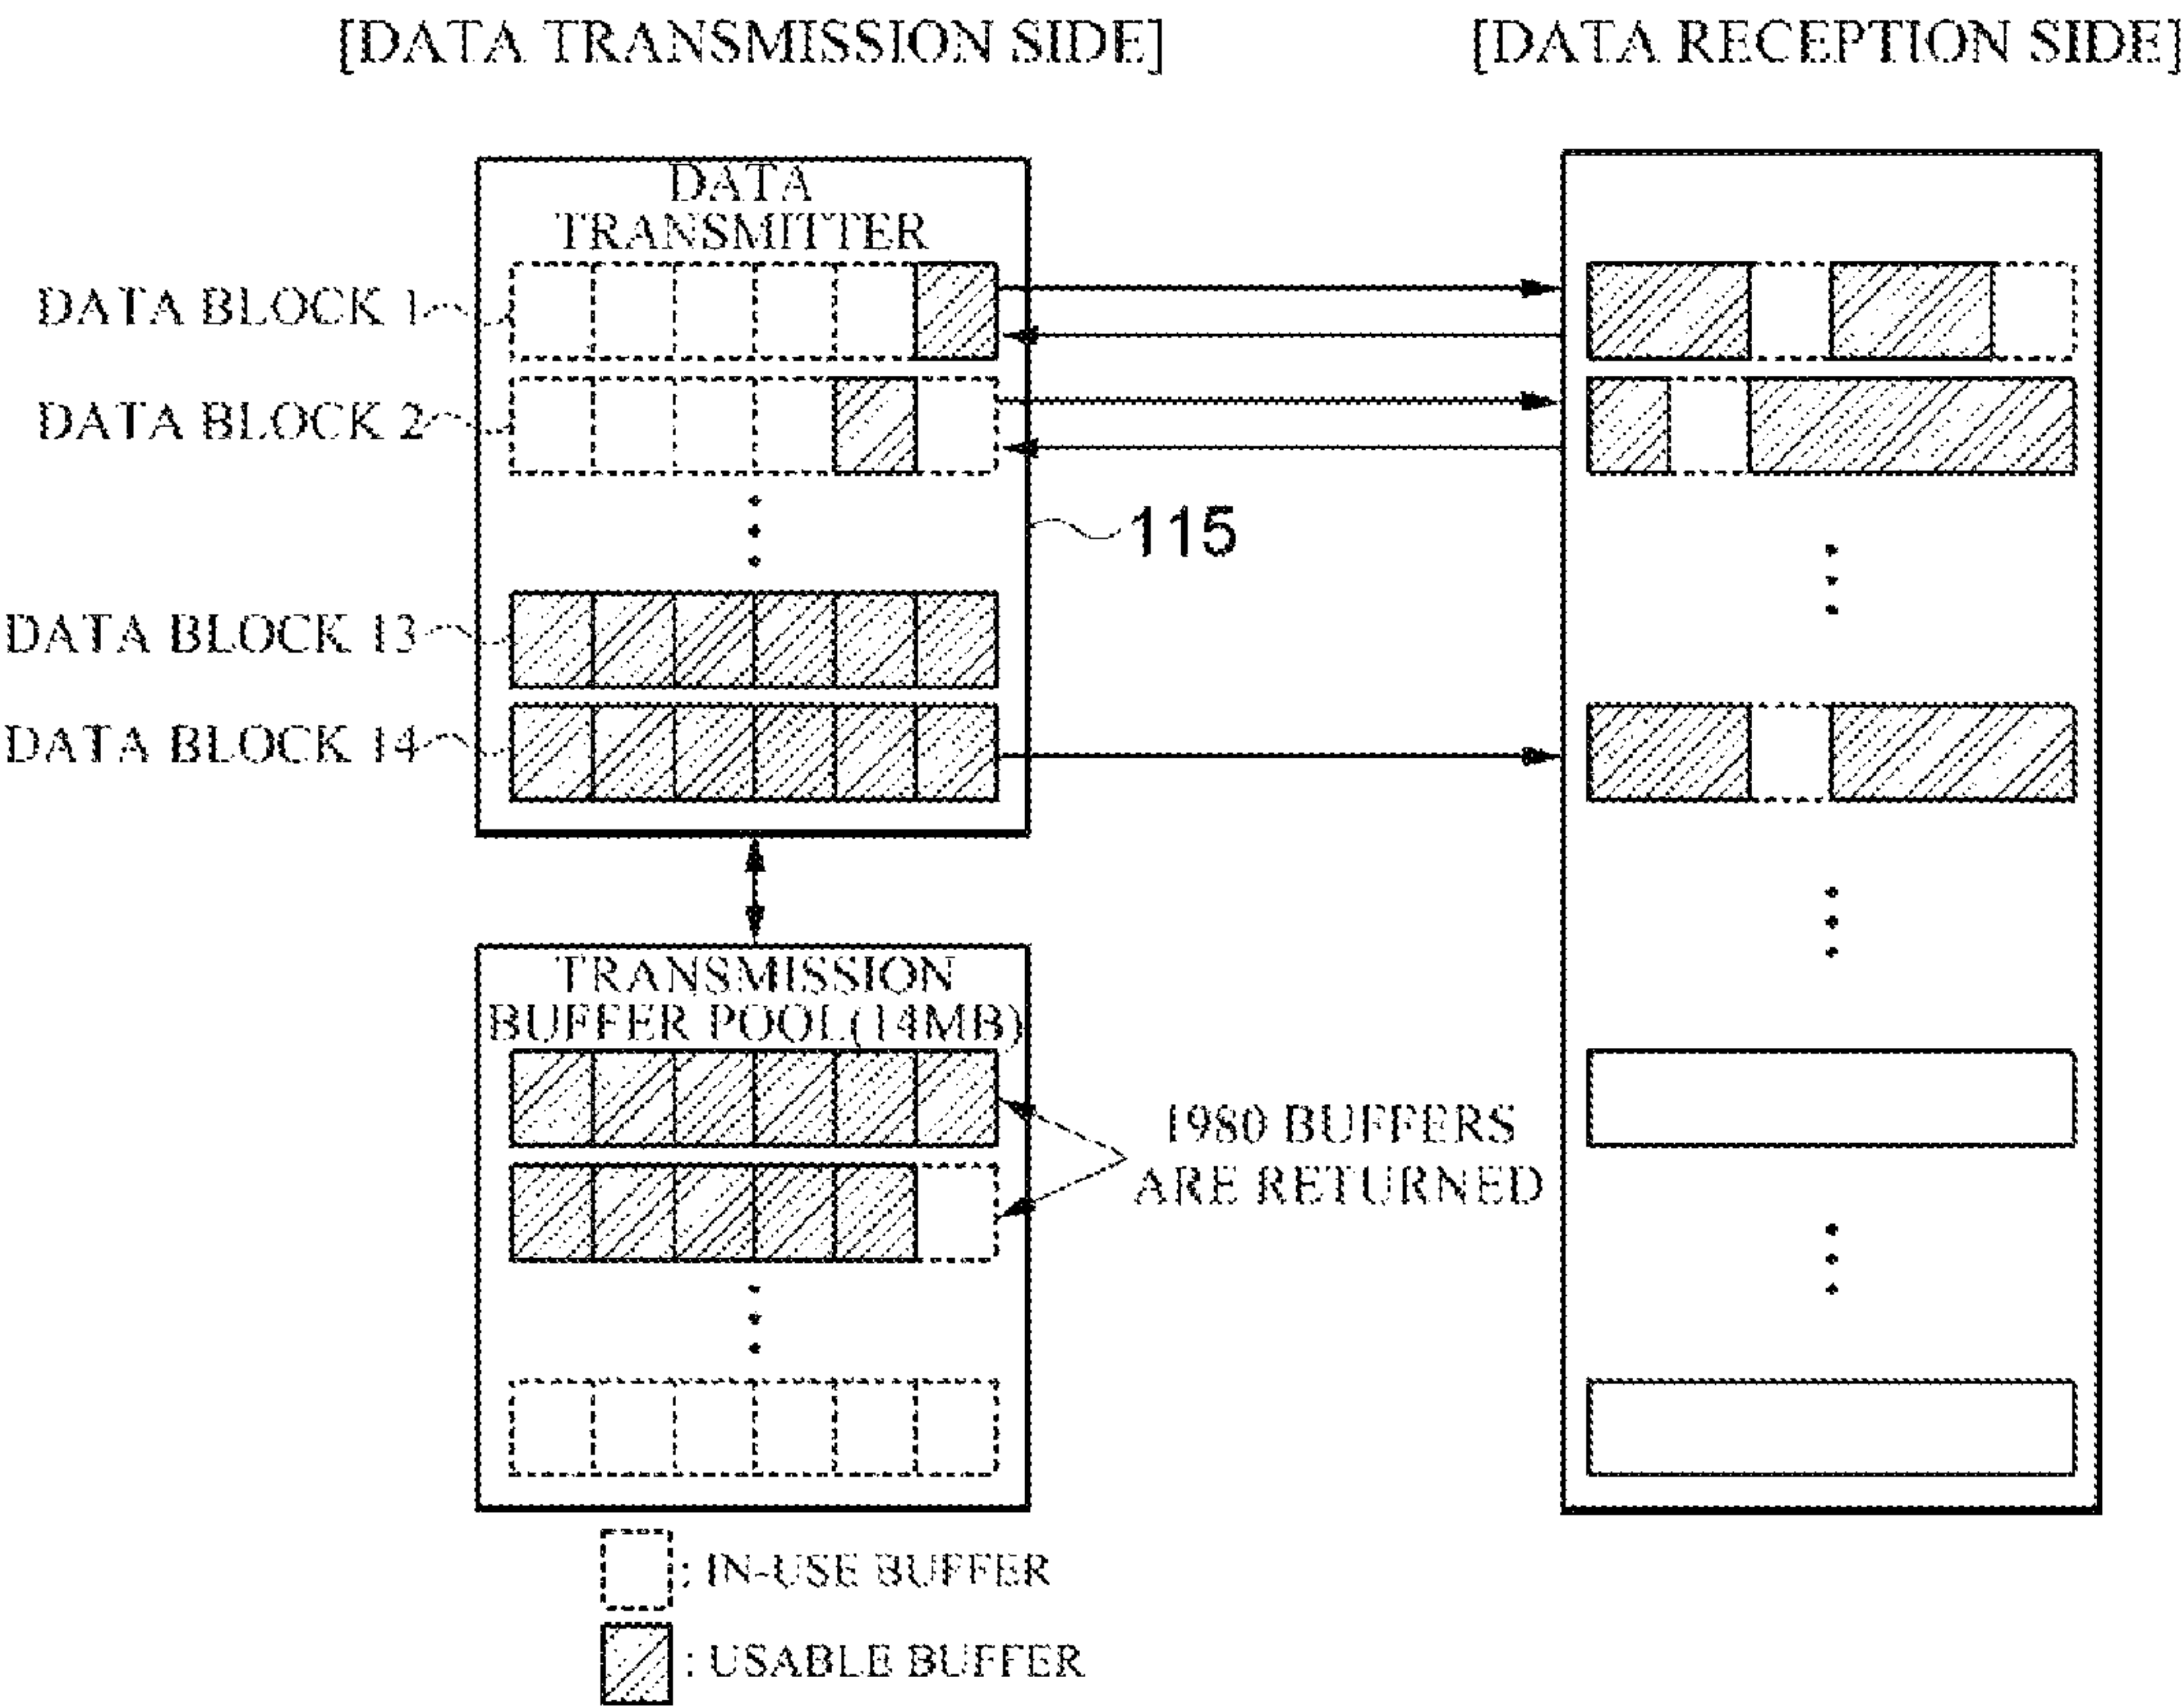 [DATA TRANSMISSION SIDE]
[DATA RECEPTION SIDE]
DATA
TRANSMITTER
DATA BLOCK 1
DATA BLOCK 2
115
DATA BLOCK 13
DATA BLOCK 14
TRANSMISSION
BUFFER POOL(14MB)
1980 BUFFERS
ARE RETURNED
: IN-USE BUFFER
: USABLE BUFFER